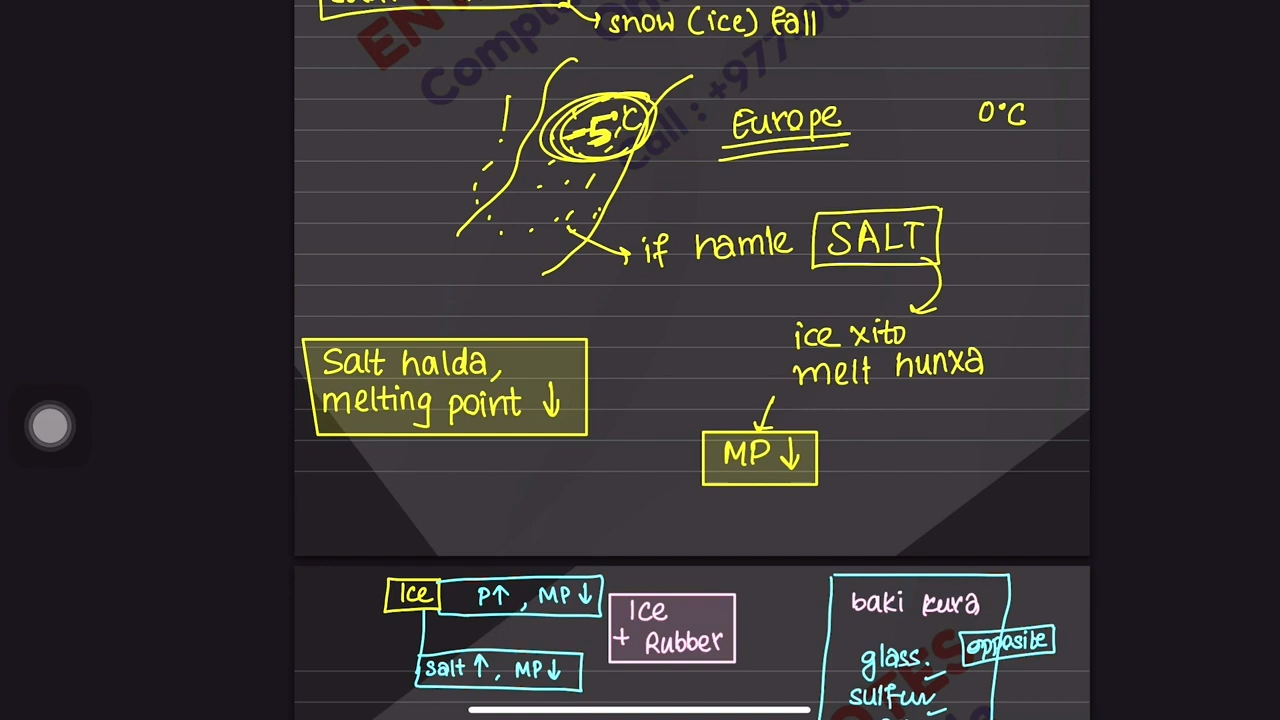 snow (ice) fall
-5°C
Europe
0°C
if namle SALT
ice xito
melt hunxa
Salt halda,
melting point ↓
MP ↓
Ice P↑, MP↓
Ice
+ Rubber
Salt ↑, MP↓
baki kura
opposite
glass.
sulfur